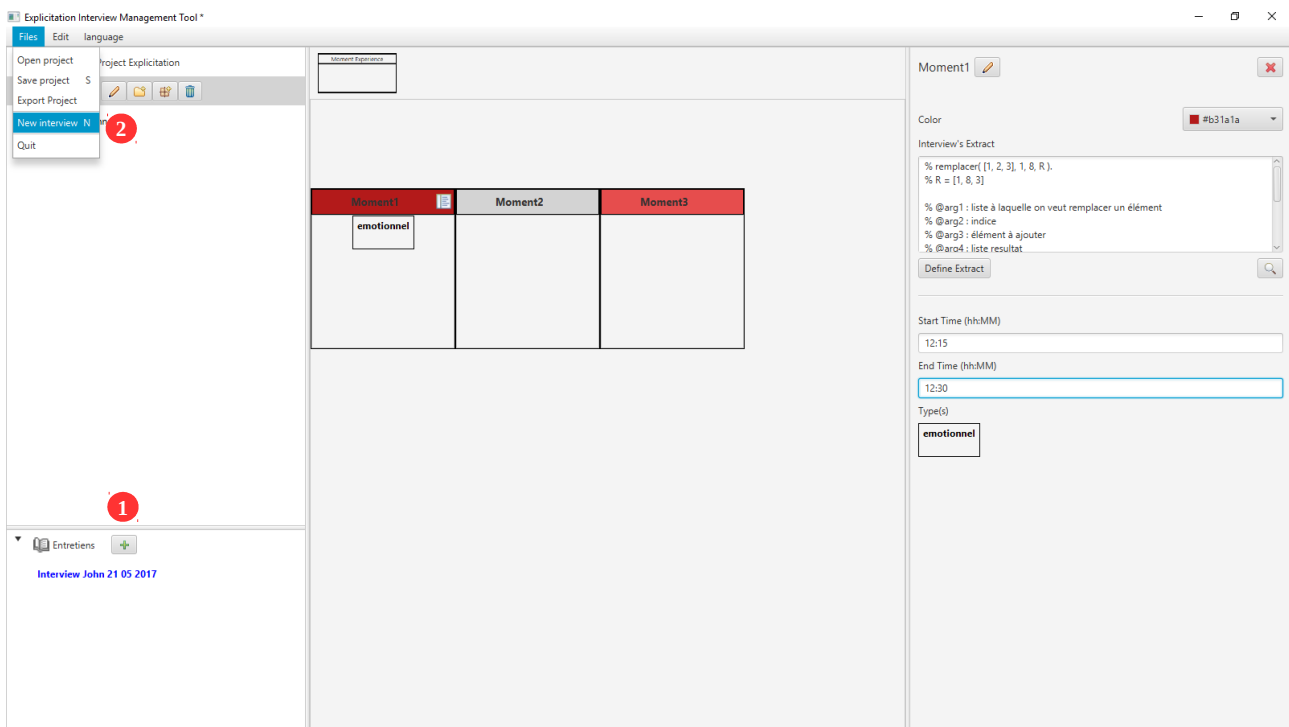 Explicitation Interview Management Tool *
Files Edit language
Open project
Save project S
Export Project
New interview N
Quit
Project Explicitation
2
1
Entretiens
Interview John 21 05 2017
Moment Experience
Moment1 Moment2 Moment3
emotionnel
Moment1
Color #b31a1a
Interview's Extract
% remplacer( [1, 2, 3], 1, 8, R ).
% R = [1, 8, 3]
% @arg1 : liste à laquelle on veut remplacer un élément
% @arg2 : indice
% @arg3 : élément à ajouter
% @arg4 : liste resultat
Define Extract
Start Time (hh:MM)
12:15
End Time (hh:MM)
12:30
Type(s)
emotionnel